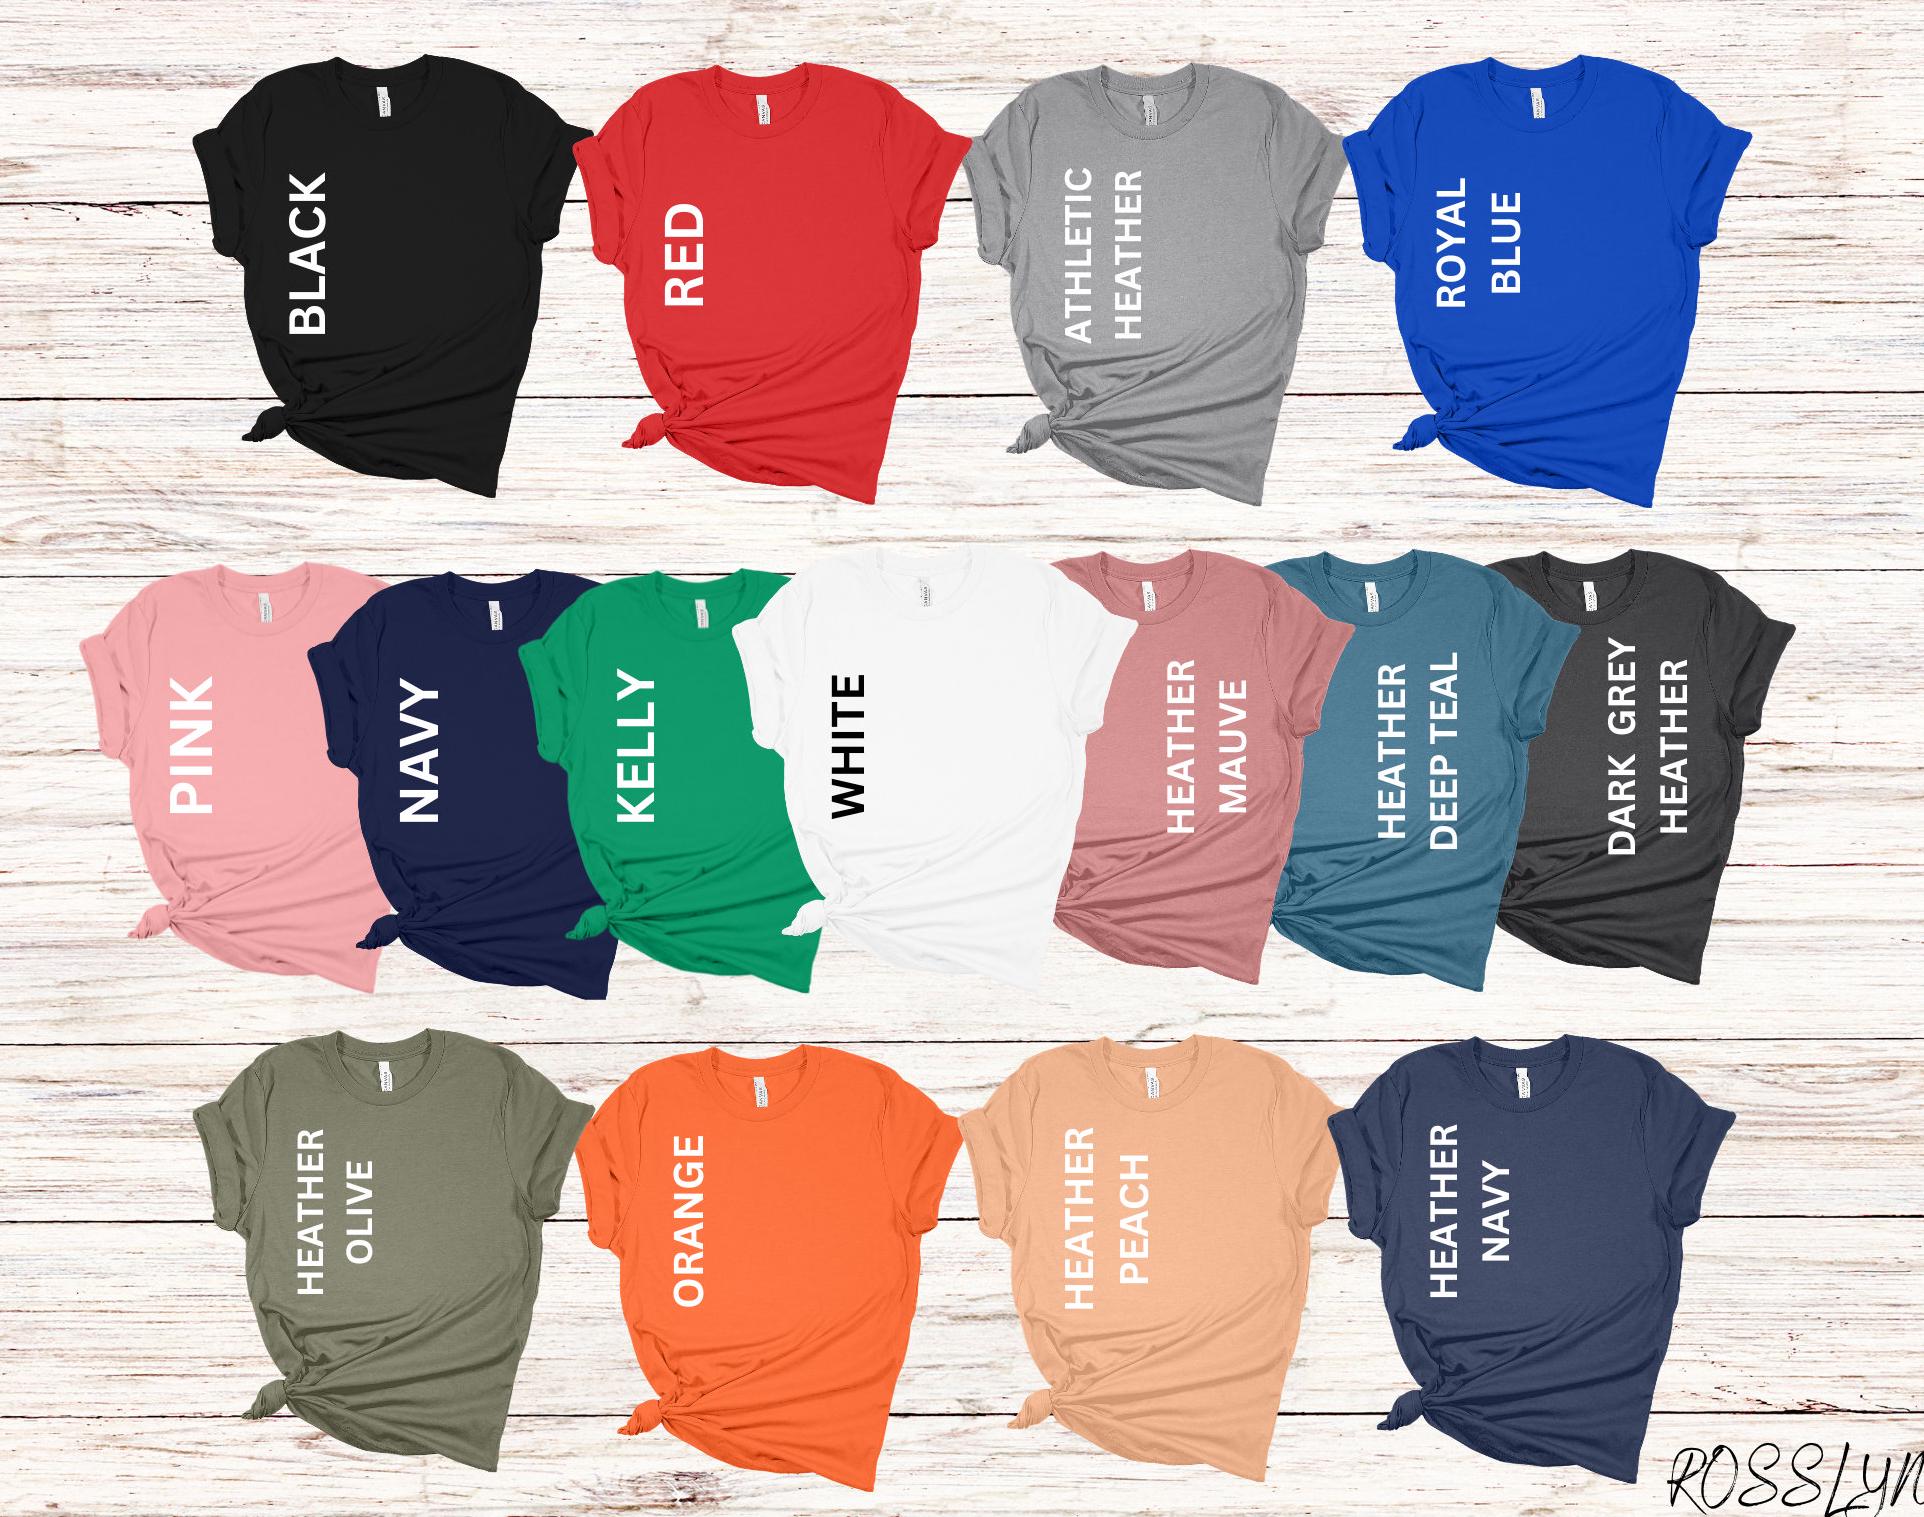 BLACK
RED
ATHLETIC
HEATHER
ROYAL
BLUE
PINK
NAVY
KELLY
WHITE
HEATHER
MAUVE
HEATHER
DEEP TEAL
DARK GREY
HEATHER
HEATHER
OLIVE
ORANGE
HEATHER
PEACH
HEATHER
NAVY
ROSSLYN